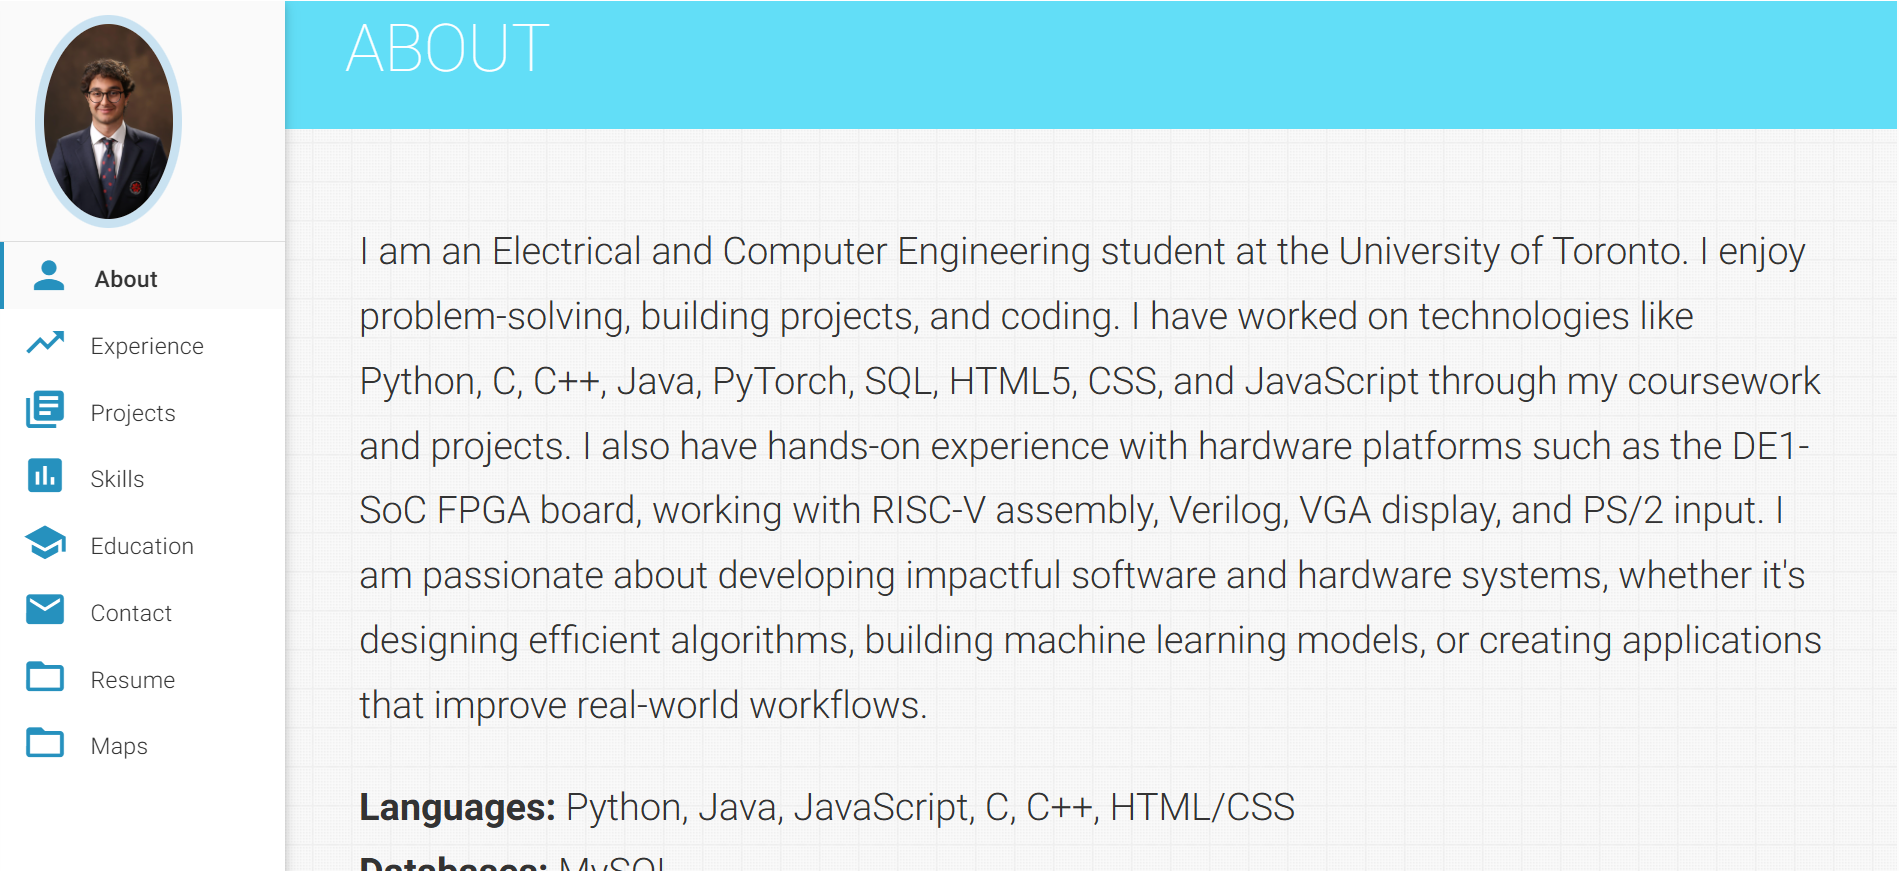 ABOUT
About
Experience
Projects
Skills
Education
Contact
Resume
Maps
I am an Electrical and Computer Engineering student at the University of Toronto. I enjoy
problem-solving, building projects, and coding. I have worked on technologies like
Python, C, C++, Java, PyTorch, SQL, HTML5, CSS, and JavaScript through my coursework
and projects. I also have hands-on experience with hardware platforms such as the DE1-
SoC FPGA board, working with RISC-V assembly, Verilog, VGA display, and PS/2 input. I
am passionate about developing impactful software and hardware systems, whether it's
designing efficient algorithms, building machine learning models, or creating applications
that improve real-world workflows.
Languages: Python, Java, JavaScript, C, C++, HTML/CSS
Databases: MySQL